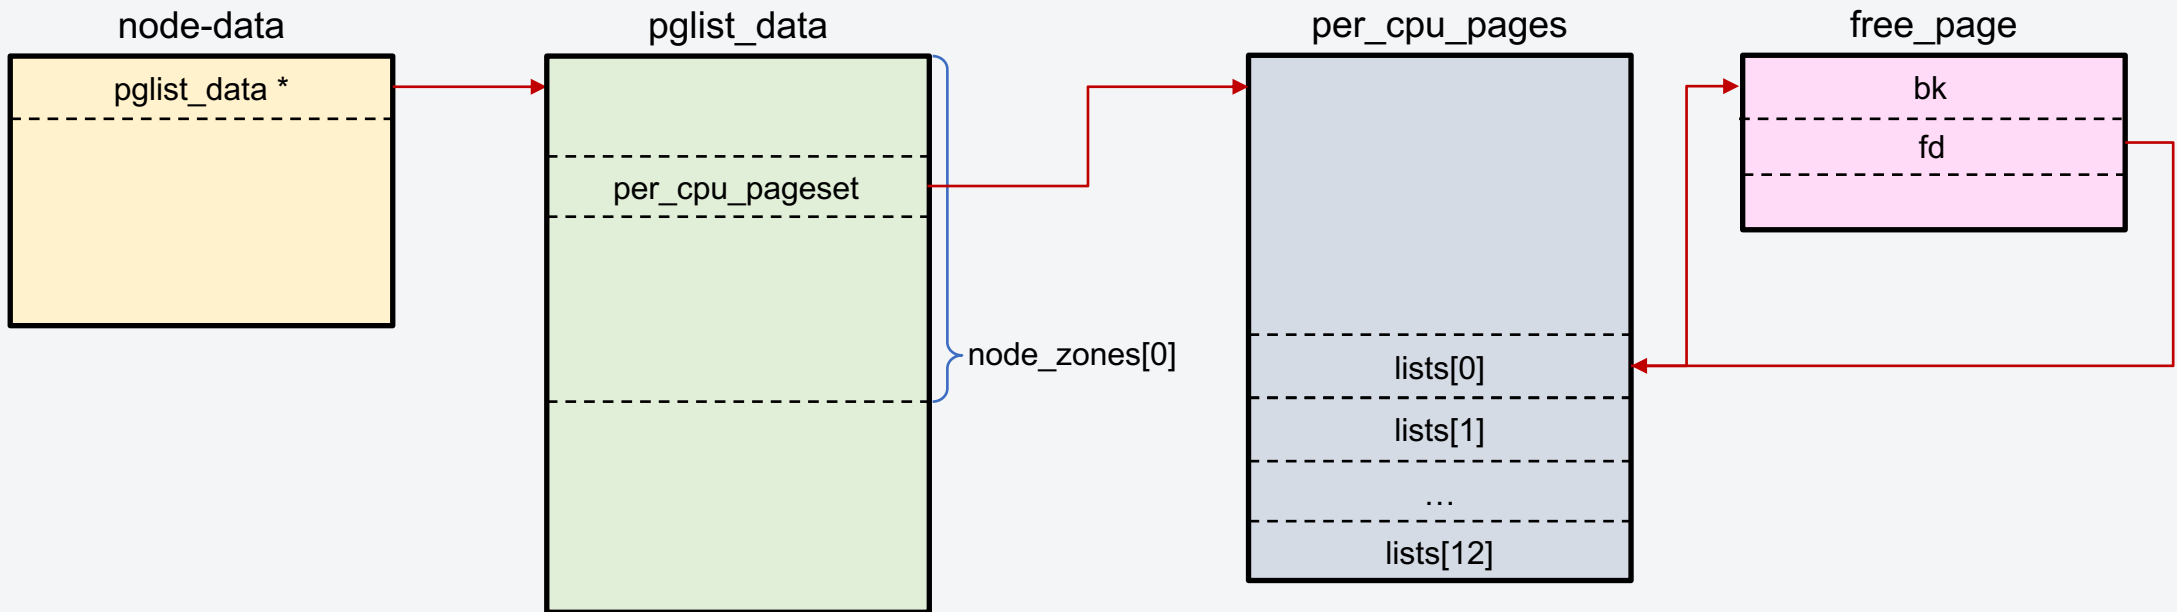 node-data
pglist_data *
pglist_data
per_cpu_pageset
node_zones[0]
per_cpu_pages
lists[0]
lists[1]
…
lists[12]
free_page
bk
fd